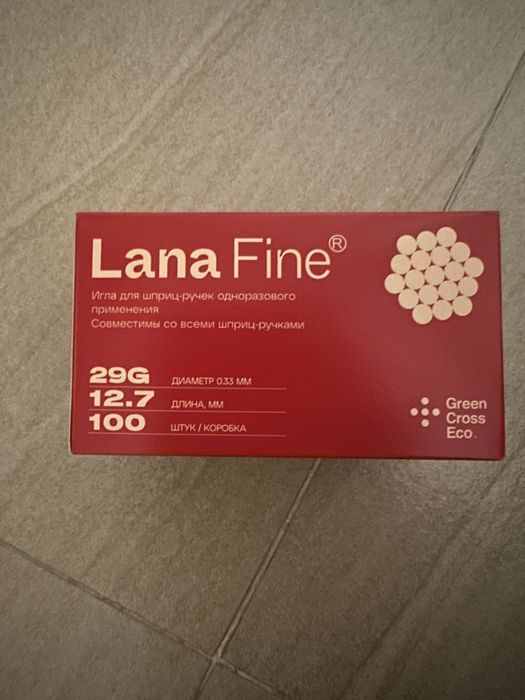 Lana Fine®
Игла для шприц-ручек одноразового
применения
Совместимы со всеми шприц-ручками
29G ДИАМЕТР 0.33 ММ
12.7 ДЛИНА, ММ
100 ШТУК / КОРОБКА
Green
Cross
Eco